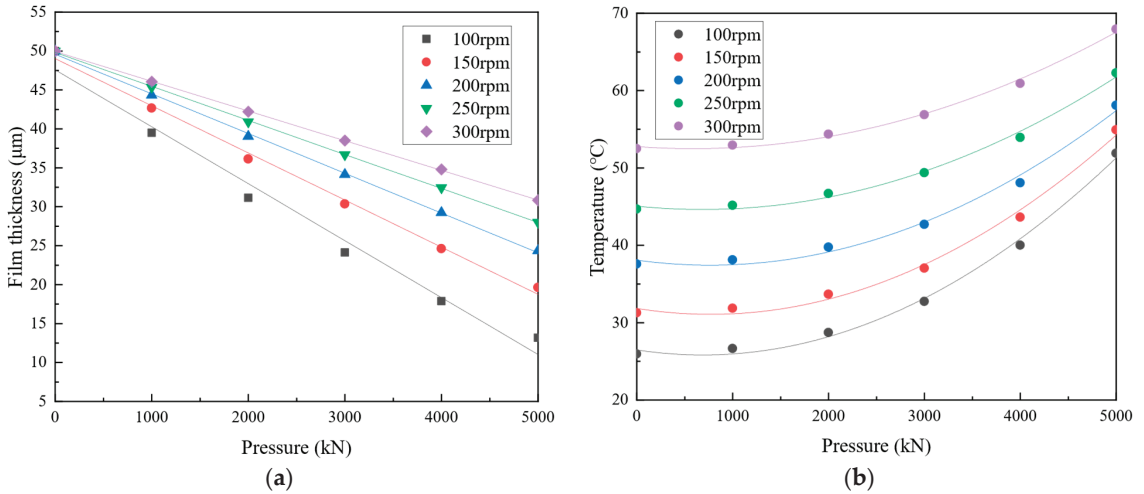 50
45
40
35
30
25
20
15
10
5
0
1000
2000
3000
4000
5000
Film thickness (μm)
Pressure (kN)
100rpm
150rpm
200rpm
250rpm
300rpm
(a)
70
60
50
40
30
20
0
1000
2000
3000
4000
5000
Temperature (°C)
Pressure (kN)
100rpm
150rpm
200rpm
250rpm
300rpm
(b)